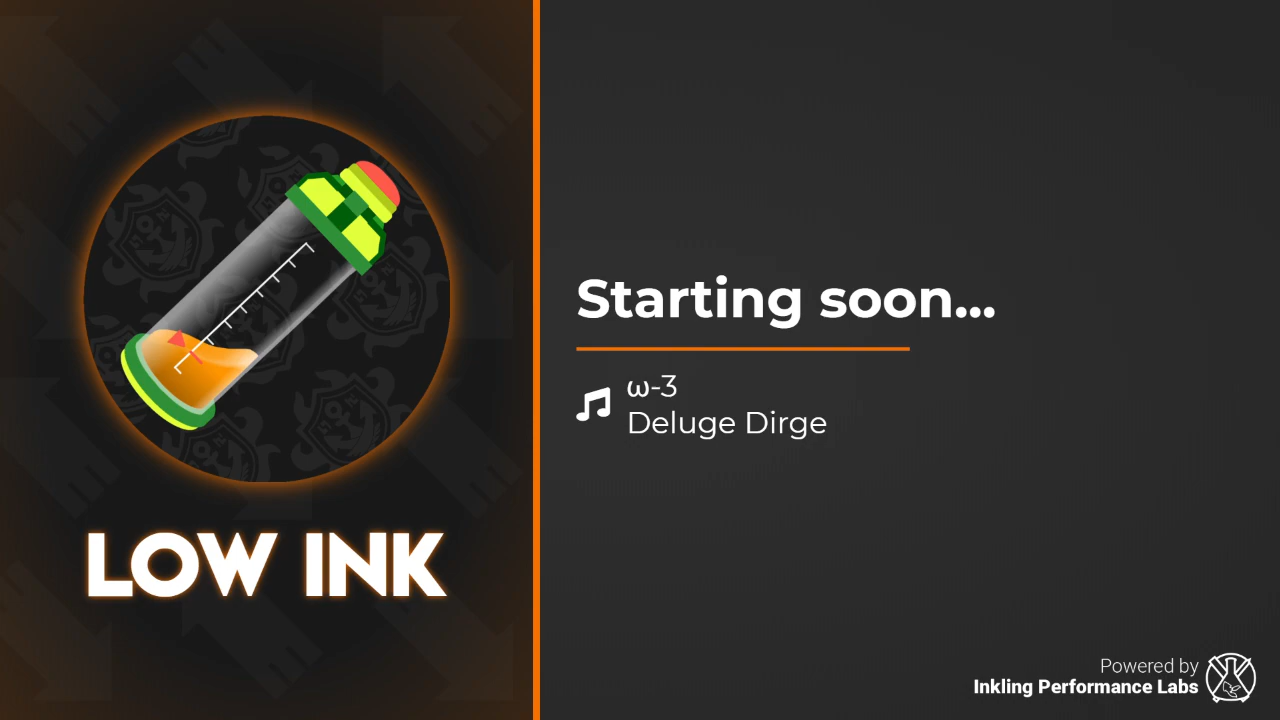 LOW INK
Starting soon...
ω-3
Deluge Dirge
Powered by
Inkling Performance Labs